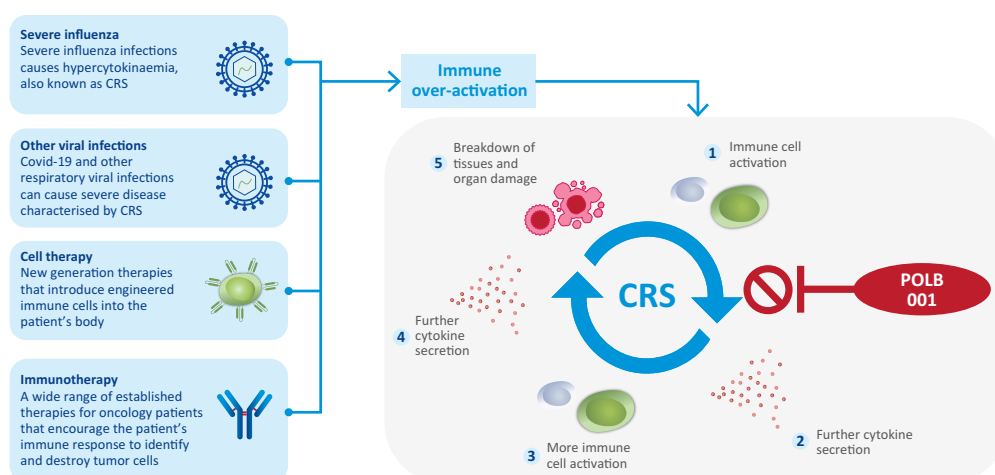 Severe influenza
Severe influenza infections
causes hypercytokinaemia,
also known as CRS
Other viral infections
Covid-19 and other
respiratory viral infections
can cause severe disease
characterised by CRS
Cell therapy
New generation therapies
that introduce engineered
immune cells into the
patient's body
Immunotherapy
A wide range of established
therapies for oncology patients
that encourage the patient's
immune response to identify
and destroy tumor cells
Immune
over-activation
1 Immune cell
activation
2 Further cytokine
secretion
3 More immune
cell activation
4 Further
cytokine
secretion
5 Breakdown of
tissues and
organ damage
CRS
POLB
001